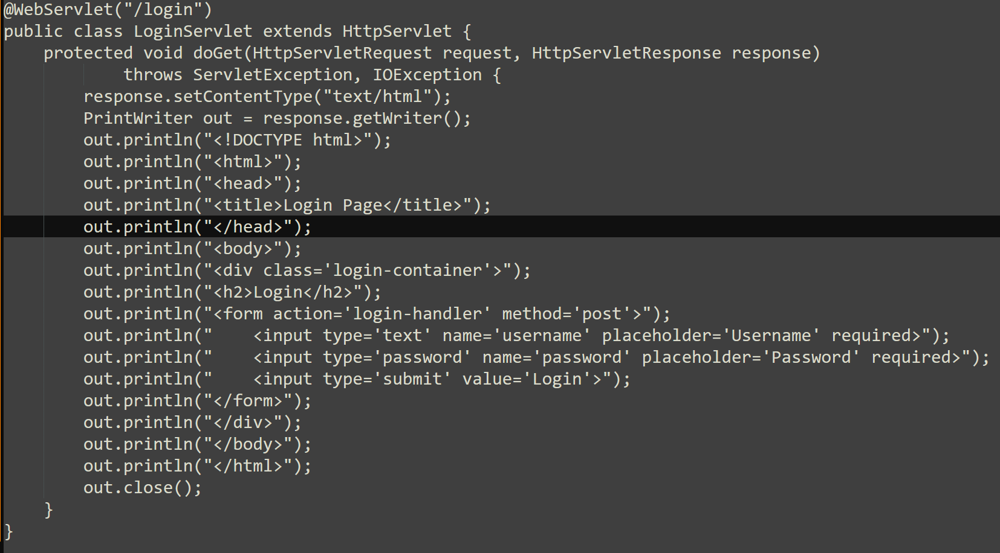 @WebServlet("/login")
public class LoginServlet extends HttpServlet {
    protected void doGet(HttpServletRequest request, HttpServletResponse response)
            throws ServletException, IOException {
        response.setContentType("text/html");
        PrintWriter out = response.getWriter();
        out.println("<!DOCTYPE html>");
        out.println("<html>");
        out.println("<head>");
        out.println("<title>Login Page</title>");
        out.println("</head>");
        out.println("<body>");
        out.println("<div class='login-container'>");
        out.println("<h2>Login</h2>");
        out.println("<form action='login-handler' method='post'>");
        out.println("    <input type='text' name='username' placeholder='Username' required>");
        out.println("    <input type='password' name='password' placeholder='Password' required>");
        out.println("    <input type='submit' value='Login'>");
        out.println("</form>");
        out.println("</div>");
        out.println("</body>");
        out.println("</html>");
        out.close();
    }
}